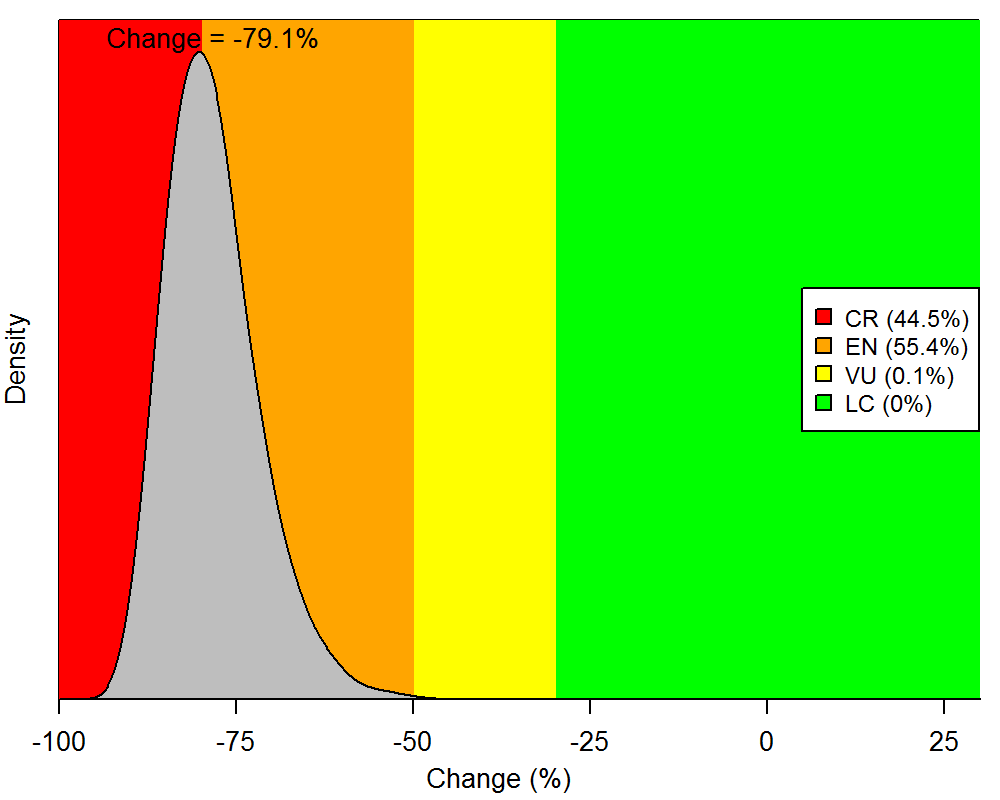 Change = -79.1%
Density
CR (44.5%)
EN (55.4%)
VU (0.1%)
LC (0%)
-100 -75 -50 -25 0 25
Change (%)